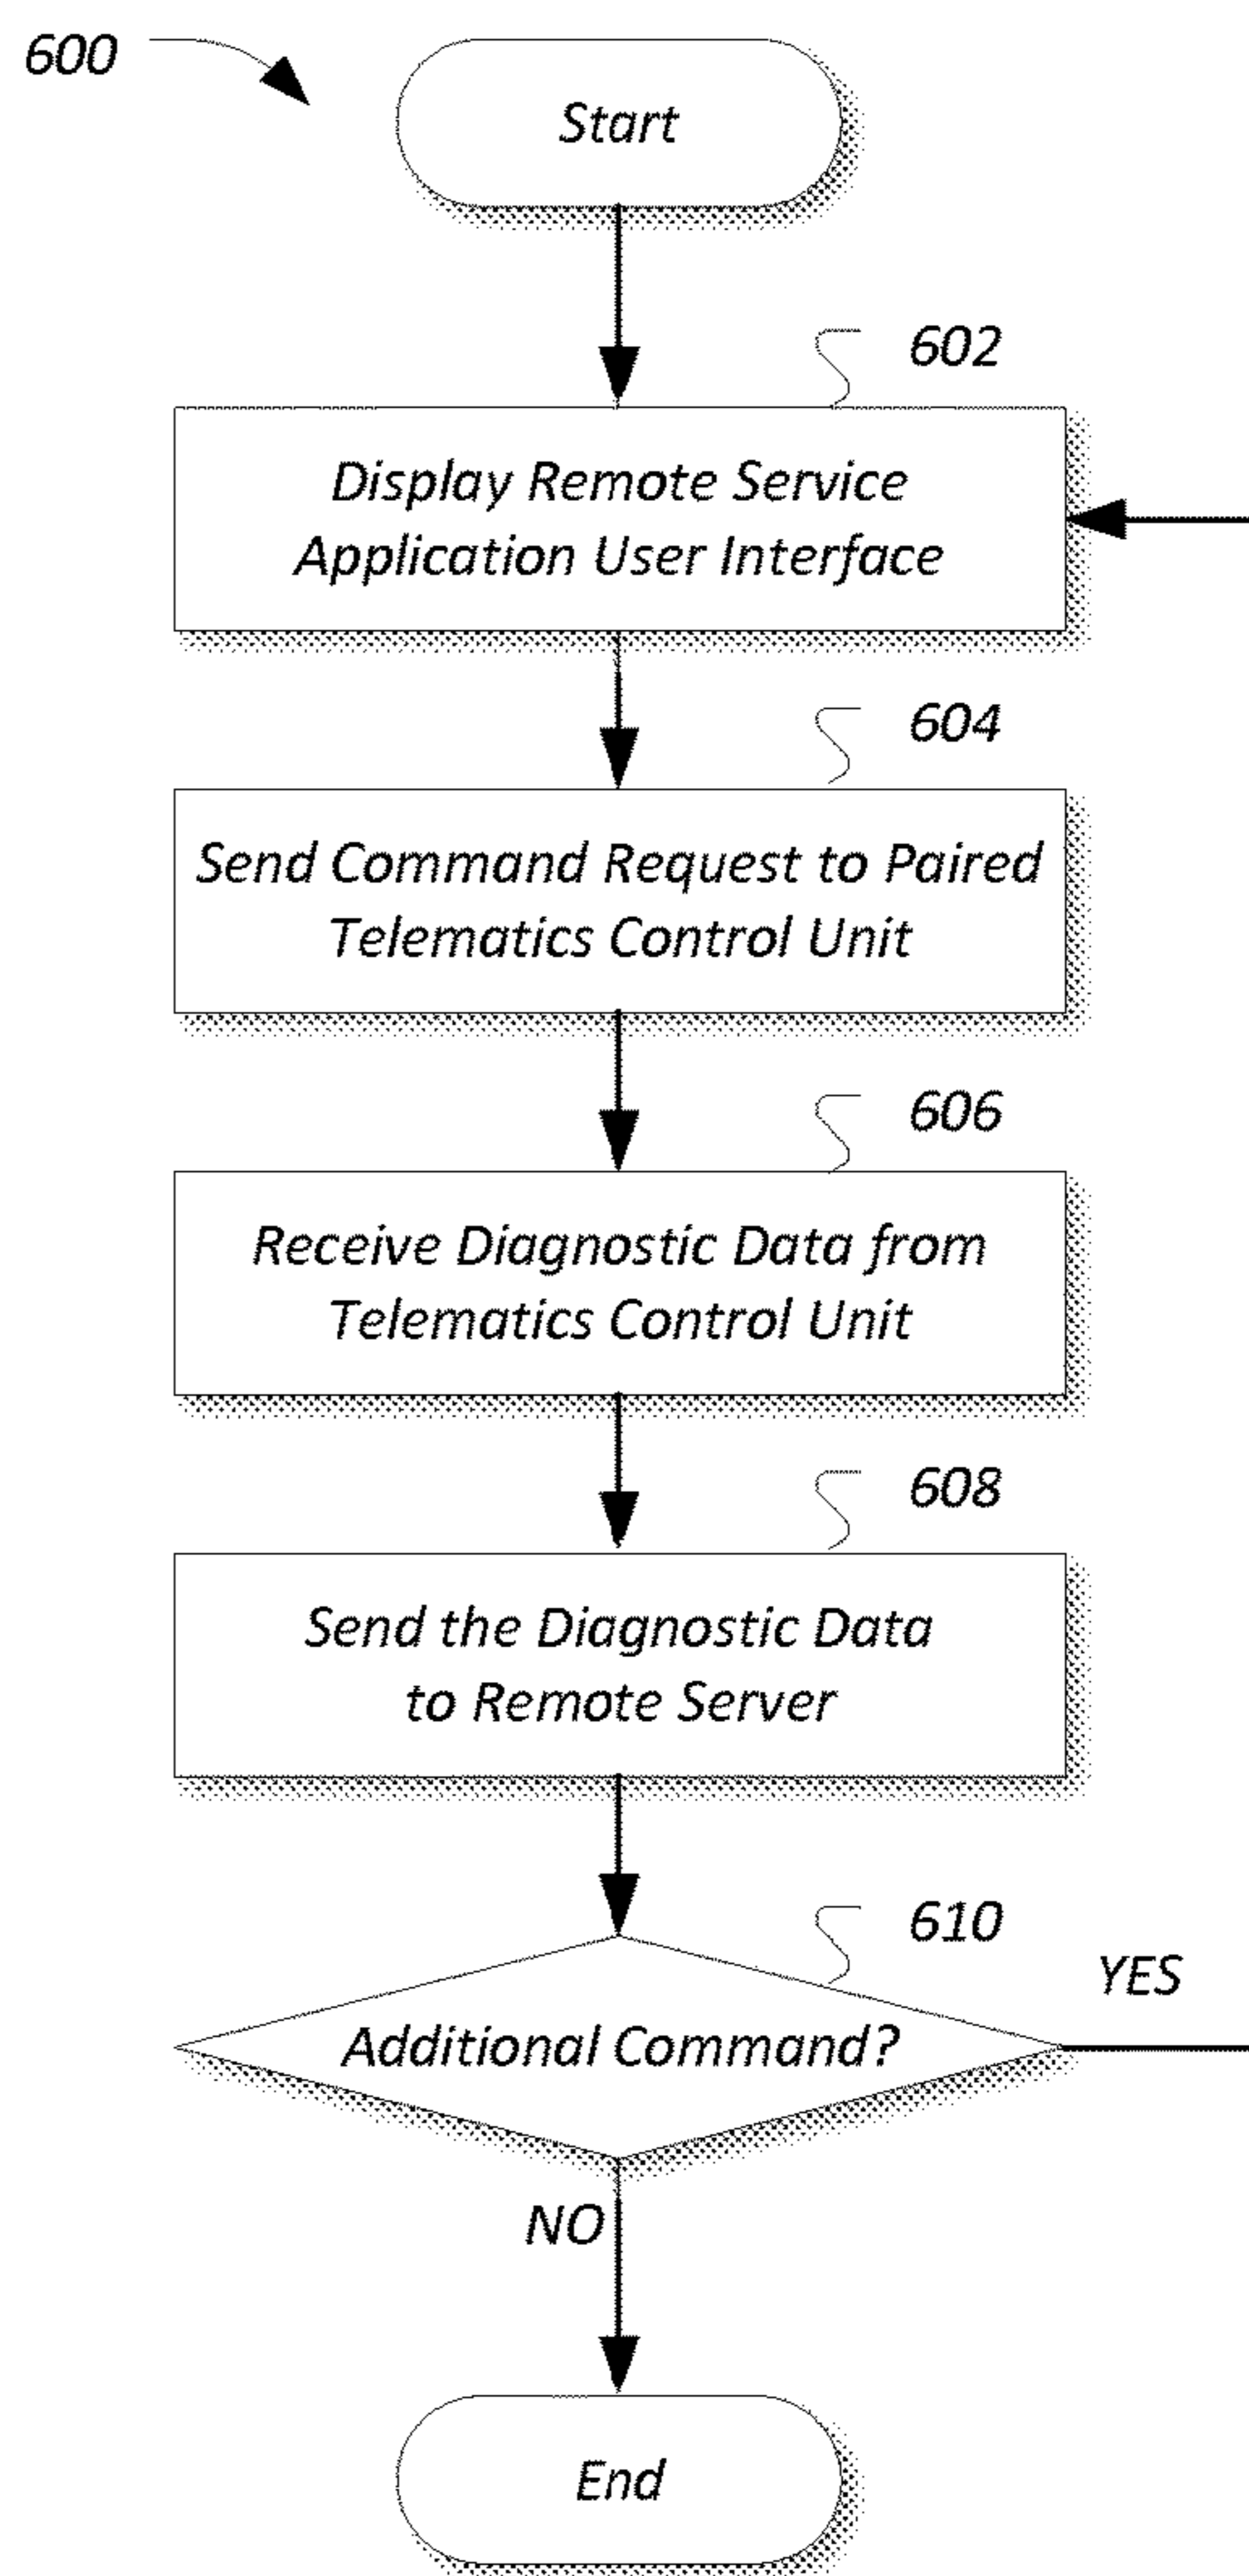 600
Start
602
Display Remote Service
Application User Interface
604
Send Command Request to Paired
Telematics Control Unit
606
Receive Diagnostic Data from
Telematics Control Unit
608
Send the Diagnostic Data
to Remote Server
610
YES
Additional Command?
NO
End